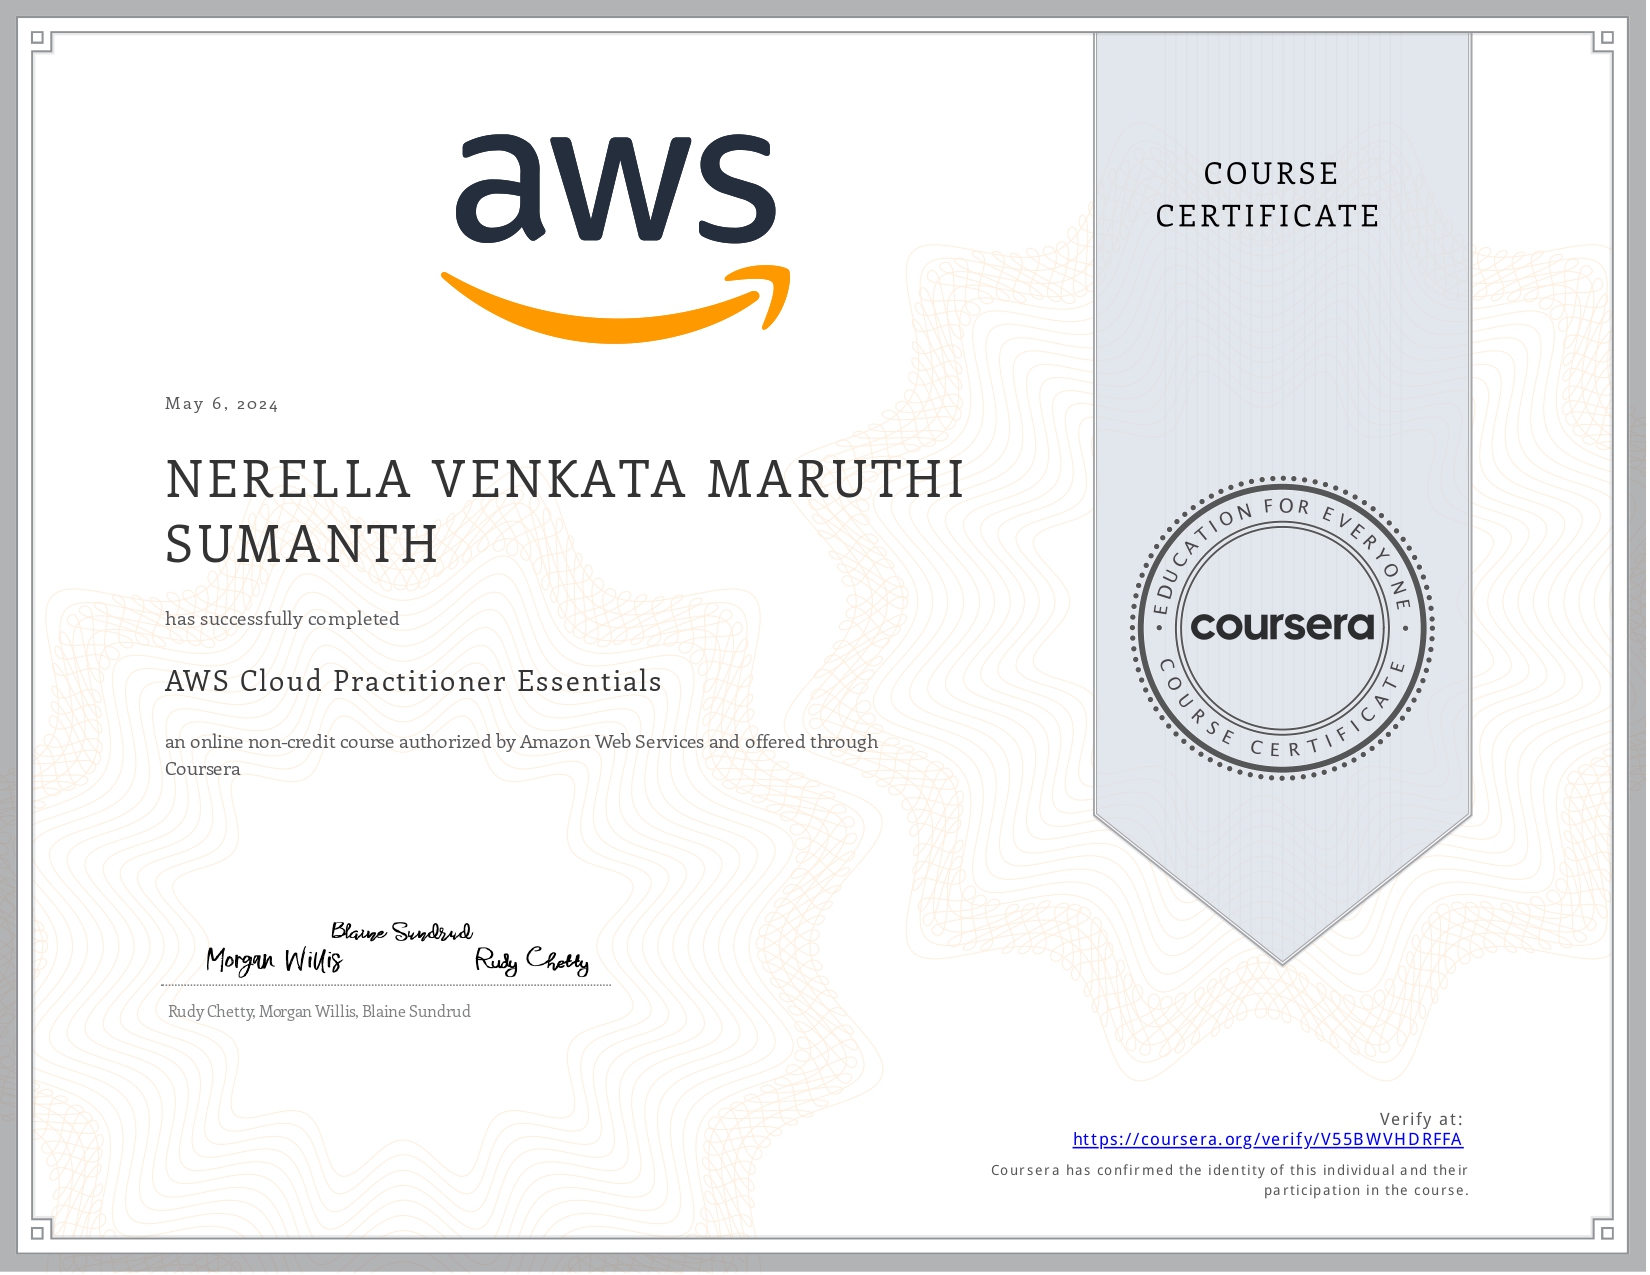 aws
COURSE
CERTIFICATE
May 6, 2024
NERELLA VENKATA MARUTHI
SUMANTH
has successfully completed
AWS Cloud Practitioner Essentials
an online non-credit course authorized by Amazon Web Services and offered through
Coursera
EDUCATION FOR EVERYONE
coursera
COURSE CERTIFICATE
Blaine Sundrud
Morgan Willis
Rudy Chetty
Rudy Chetty, Morgan Willis, Blaine Sundrud
Verify at:
https://coursera.org/verify/V55BWVHDRFFA
Coursera has confirmed the identity of this individual and their
participation in the course.